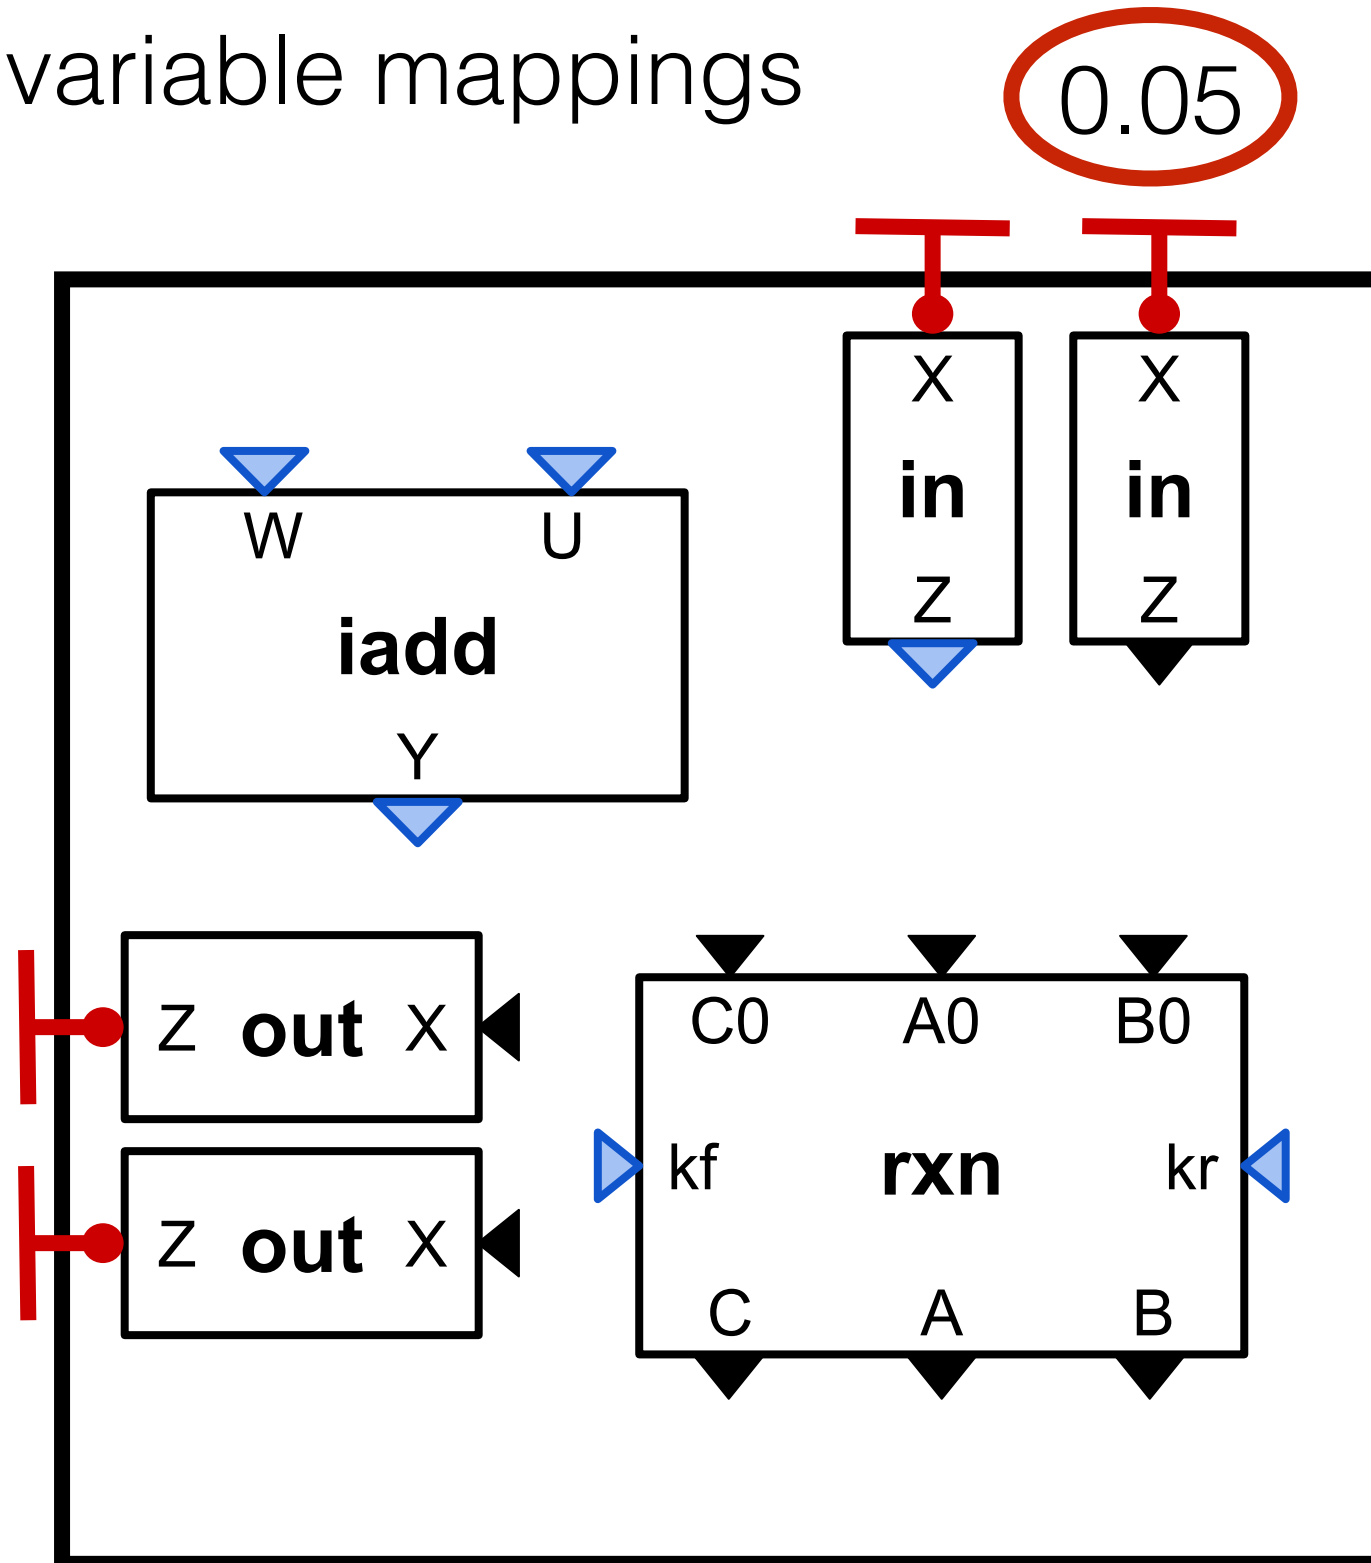 variable mappings
0.05
X X
in in
Z Z
W U
iadd
Y
Z out X
Z out X
C0 A0 B0
kf rxn kr
C A B